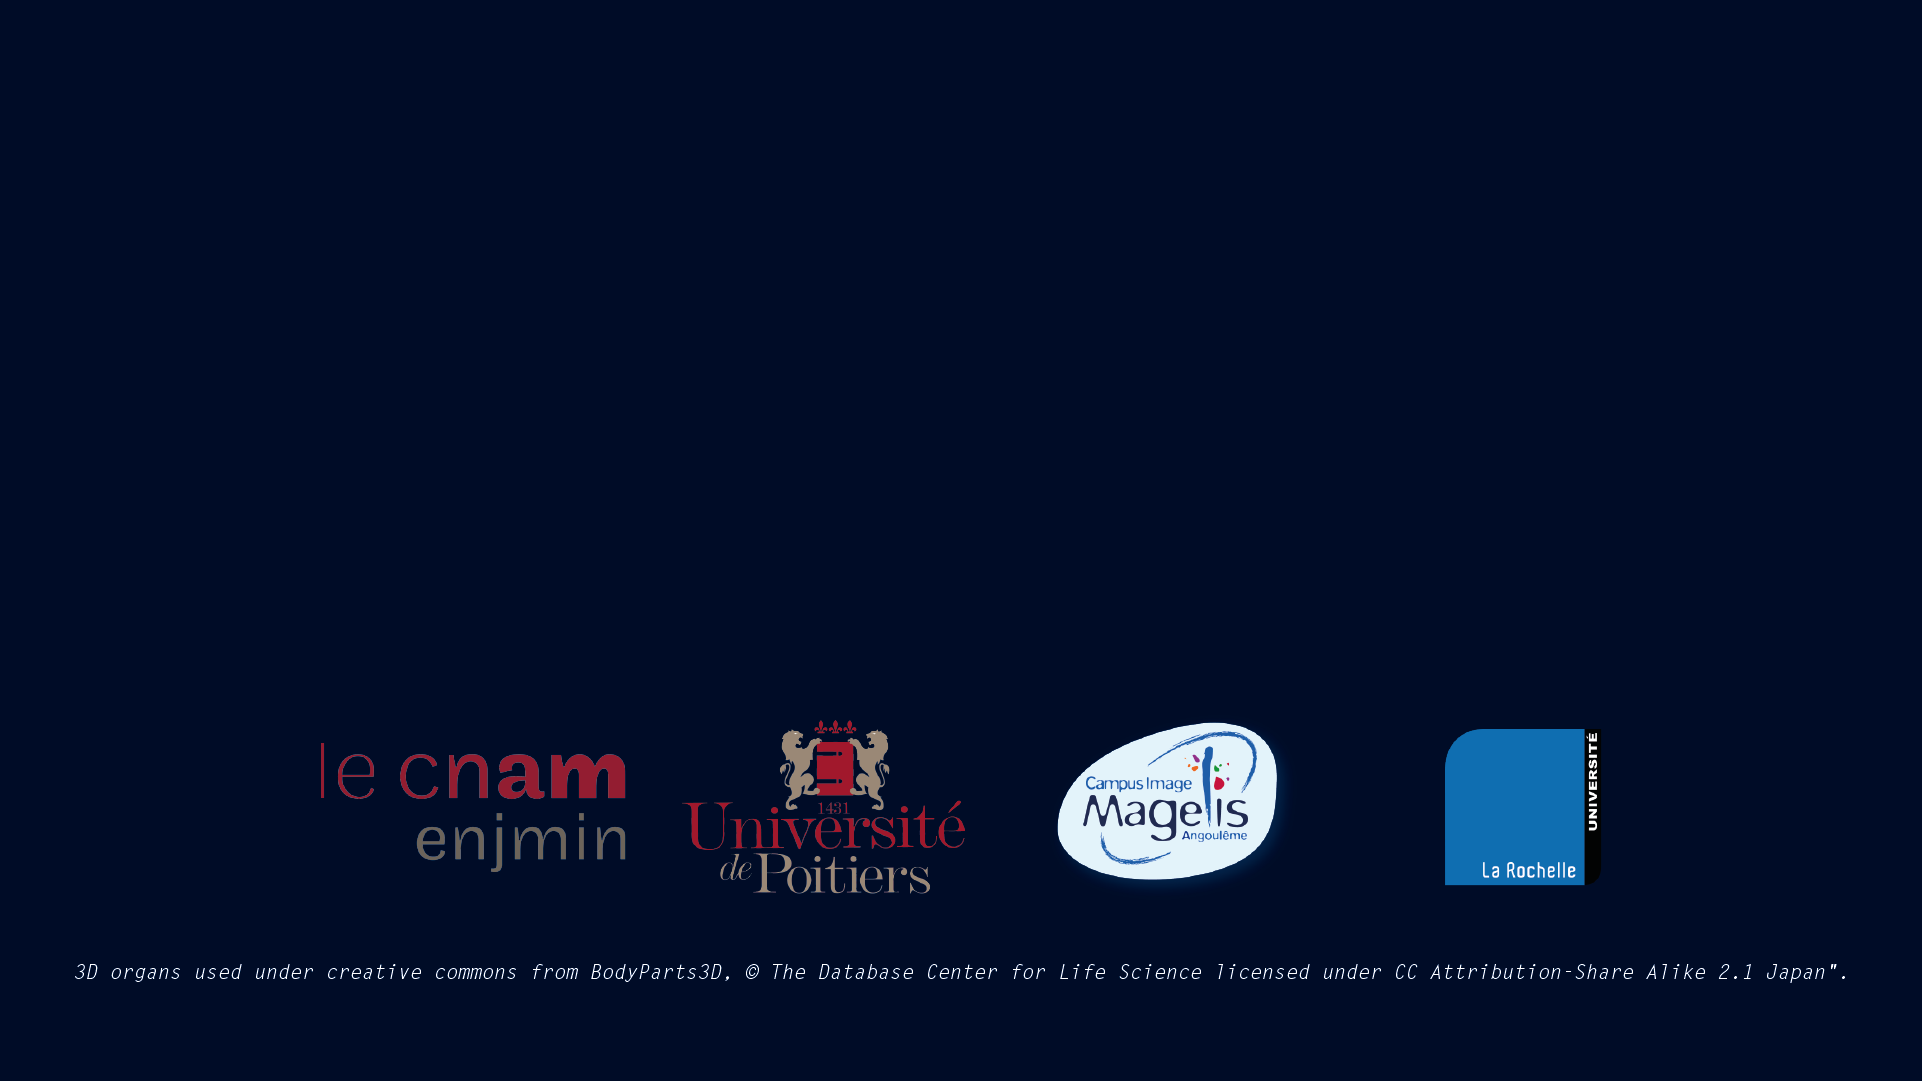 le cnam
enjmin
1431
Université
de Poitiers
Campus Image
Magelis
Angoulême
UNIVERSITÉ
La Rochelle
3D organs used under creative commons from BodyParts3D, © The Database Center for Life Science licensed under CC Attribution-Share Alike 2.1 Japan".